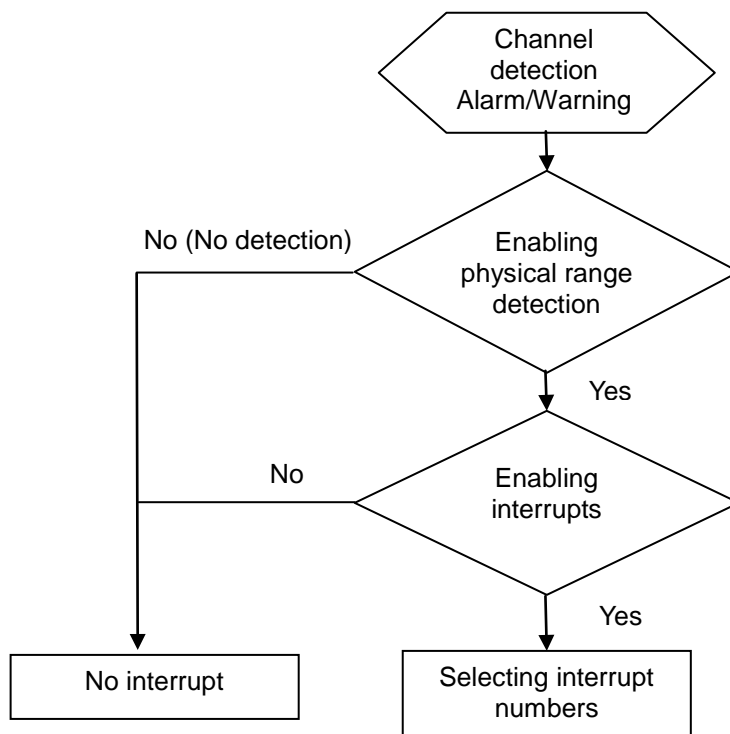 Channel
detection
Alarm/Warning
No (No detection)
Enabling
physical range
detection
Yes
No
Enabling
interrupts
Yes
No interrupt
Selecting interrupt
numbers